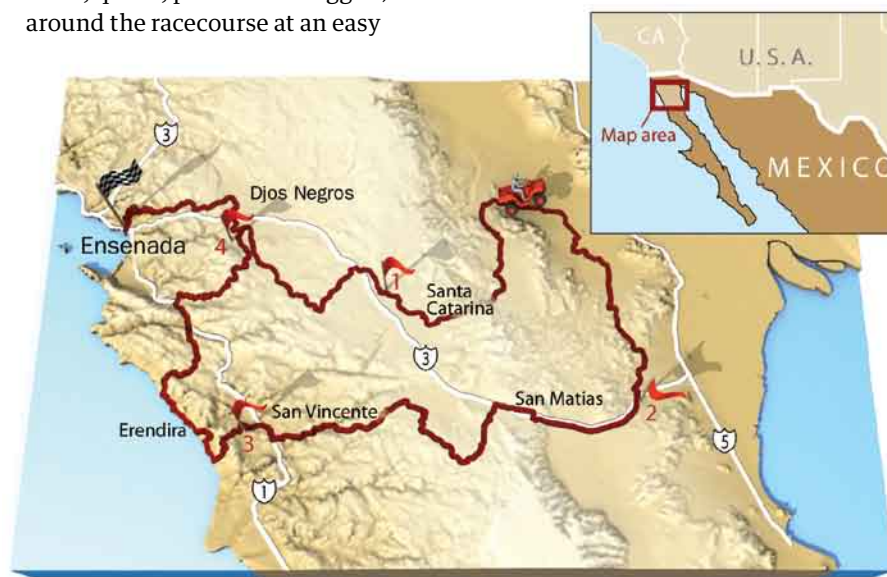 around the racecourse at an easy
CA
U. S. A.
Map area
MEXICO
3
Djos Negros
Ensenada
4
1
Santa
Catarina
3
San Matias
2
San Vincente
Erendira
3
5
1